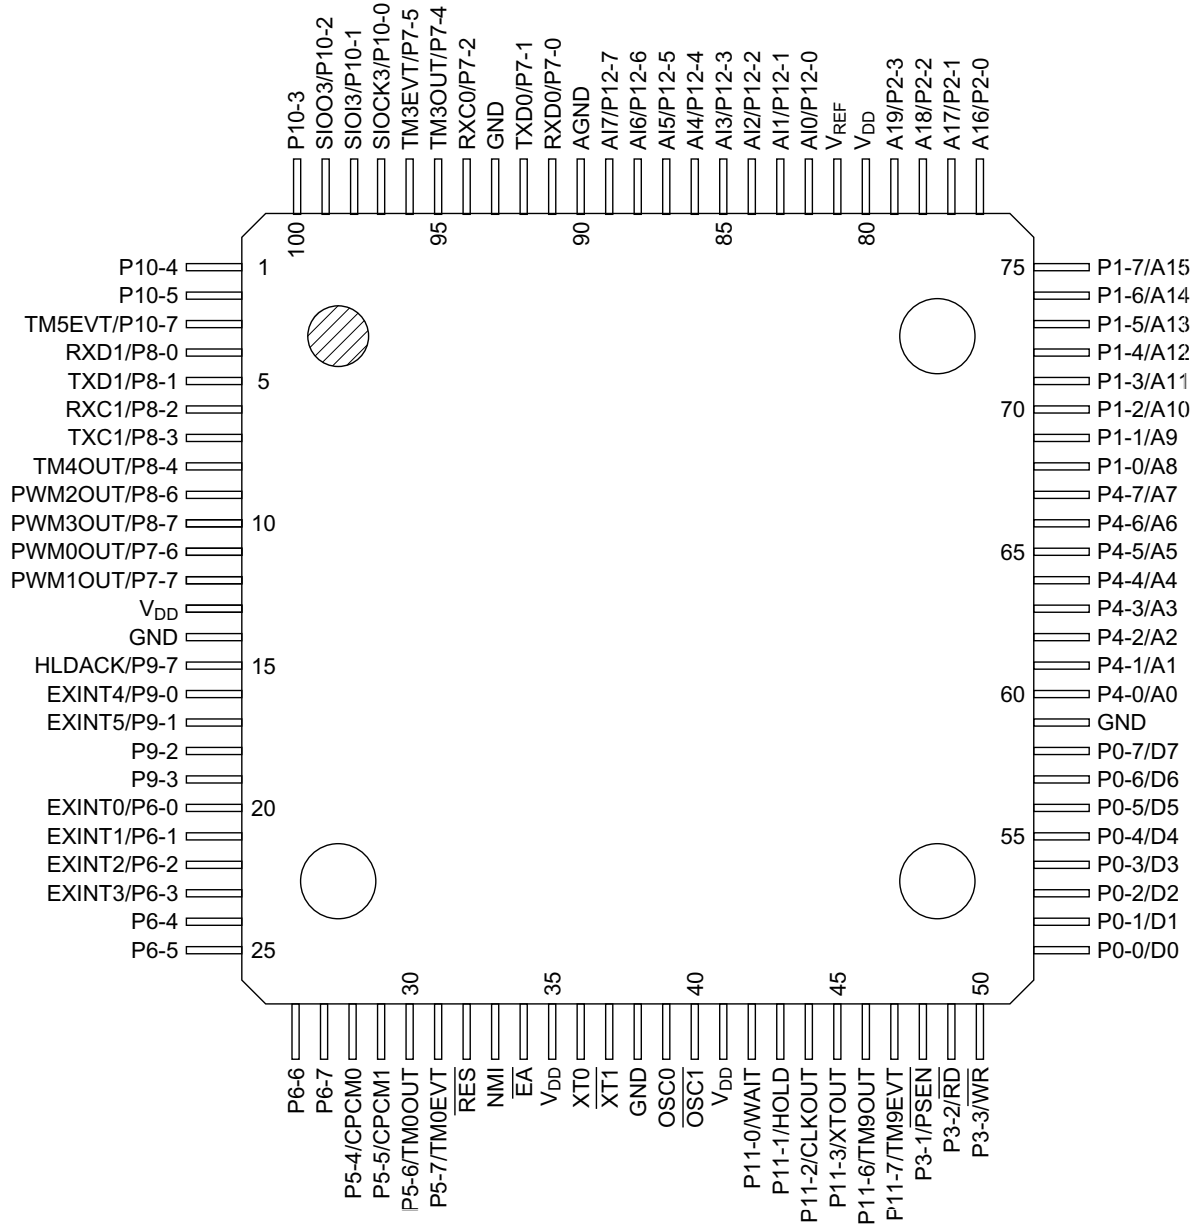 P10-3
SIOO3/P10-2
SIOI3/P10-1
SIOCK3/P10-0
TM3EVT/P7-5
TM3OUT/P7-4
RXC0/P7-2
GND
TXD0/P7-1
RXD0/P7-0
AGND
AI7/P12-7
AI6/P12-6
AI5/P12-5
AI4/P12-4
AI3/P12-3
AI2/P12-2
AI1/P12-1
AI0/P12-0
VREF
VDD
A19/P2-3
A18/P2-2
A17/P2-1
A16/P2-0
100
95
90
85
80
P10-4 1
P10-5
TM5EVT/P10-7
RXD1/P8-0
TXD1/P8-1 5
RXC1/P8-2
TXC1/P8-3
TM4OUT/P8-4
PWM2OUT/P8-6
PWM3OUT/P8-7 10
PWM0OUT/P7-6
PWM1OUT/P7-7
VDD
GND
HLDACK/P9-7 15
EXINT4/P9-0
EXINT5/P9-1
P9-2
P9-3
EXINT0/P6-0 20
EXINT1/P6-1
EXINT2/P6-2
EXINT3/P6-3
P6-4
P6-5 25
75 P1-7/A15
P1-6/A14
P1-5/A13
P1-4/A12
P1-3/A11
70 P1-2/A10
P1-1/A9
P1-0/A8
P4-7/A7
P4-6/A6
65 P4-5/A5
P4-4/A4
P4-3/A3
P4-2/A2
P4-1/A1
60 P4-0/A0
GND
P0-7/D7
P0-6/D6
P0-5/D5
55 P0-4/D4
P0-3/D3
P0-2/D2
P0-1/D1
P0-0/D0
30
35
40
45
50
P6-6
P6-7
P5-4/CPCM0
P5-5/CPCM1
P5-6/TM0OUT
P5-7/TM0EVT
RES
NMI
EA
VDD
XT0
XT1
GND
OSC0
OSC1
VDD
P11-0/WAIT
P11-1/HOLD
P11-2/CLKOUT
P11-3/XTOUT
P11-6/TM9OUT
P11-7/TM9EVT
P3-1/PSEN
P3-2/RD
P3-3/WR